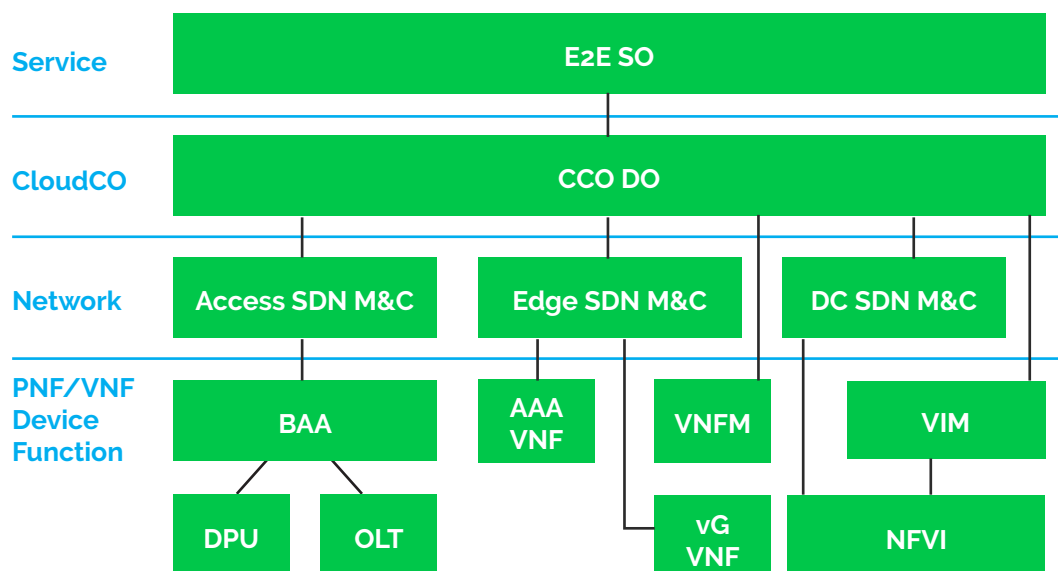 Service
E2E SO
CloudCO
CCO DO
Network
Access SDN M&C
Edge SDN M&C
DC SDN M&C
PNF/VNF
Device
Function
BAA
AAA
VNF
VNFM
VIM
DPU
OLT
vG
VNF
NFVI